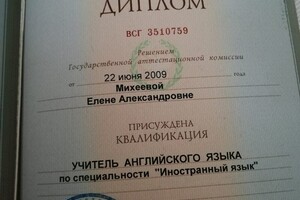 ДИПЛОМ
ВСГ 3510759
Решением
Государственной аттестационной комиссии
от 22 июня 2009 года
Михеевой
Елене Александровне
ПРИСУЖДЕНА
КВАЛИФИКАЦИЯ
УЧИТЕЛЬ АНГЛИЙСКОГО ЯЗЫКА
по специальности "Иностранный язык"